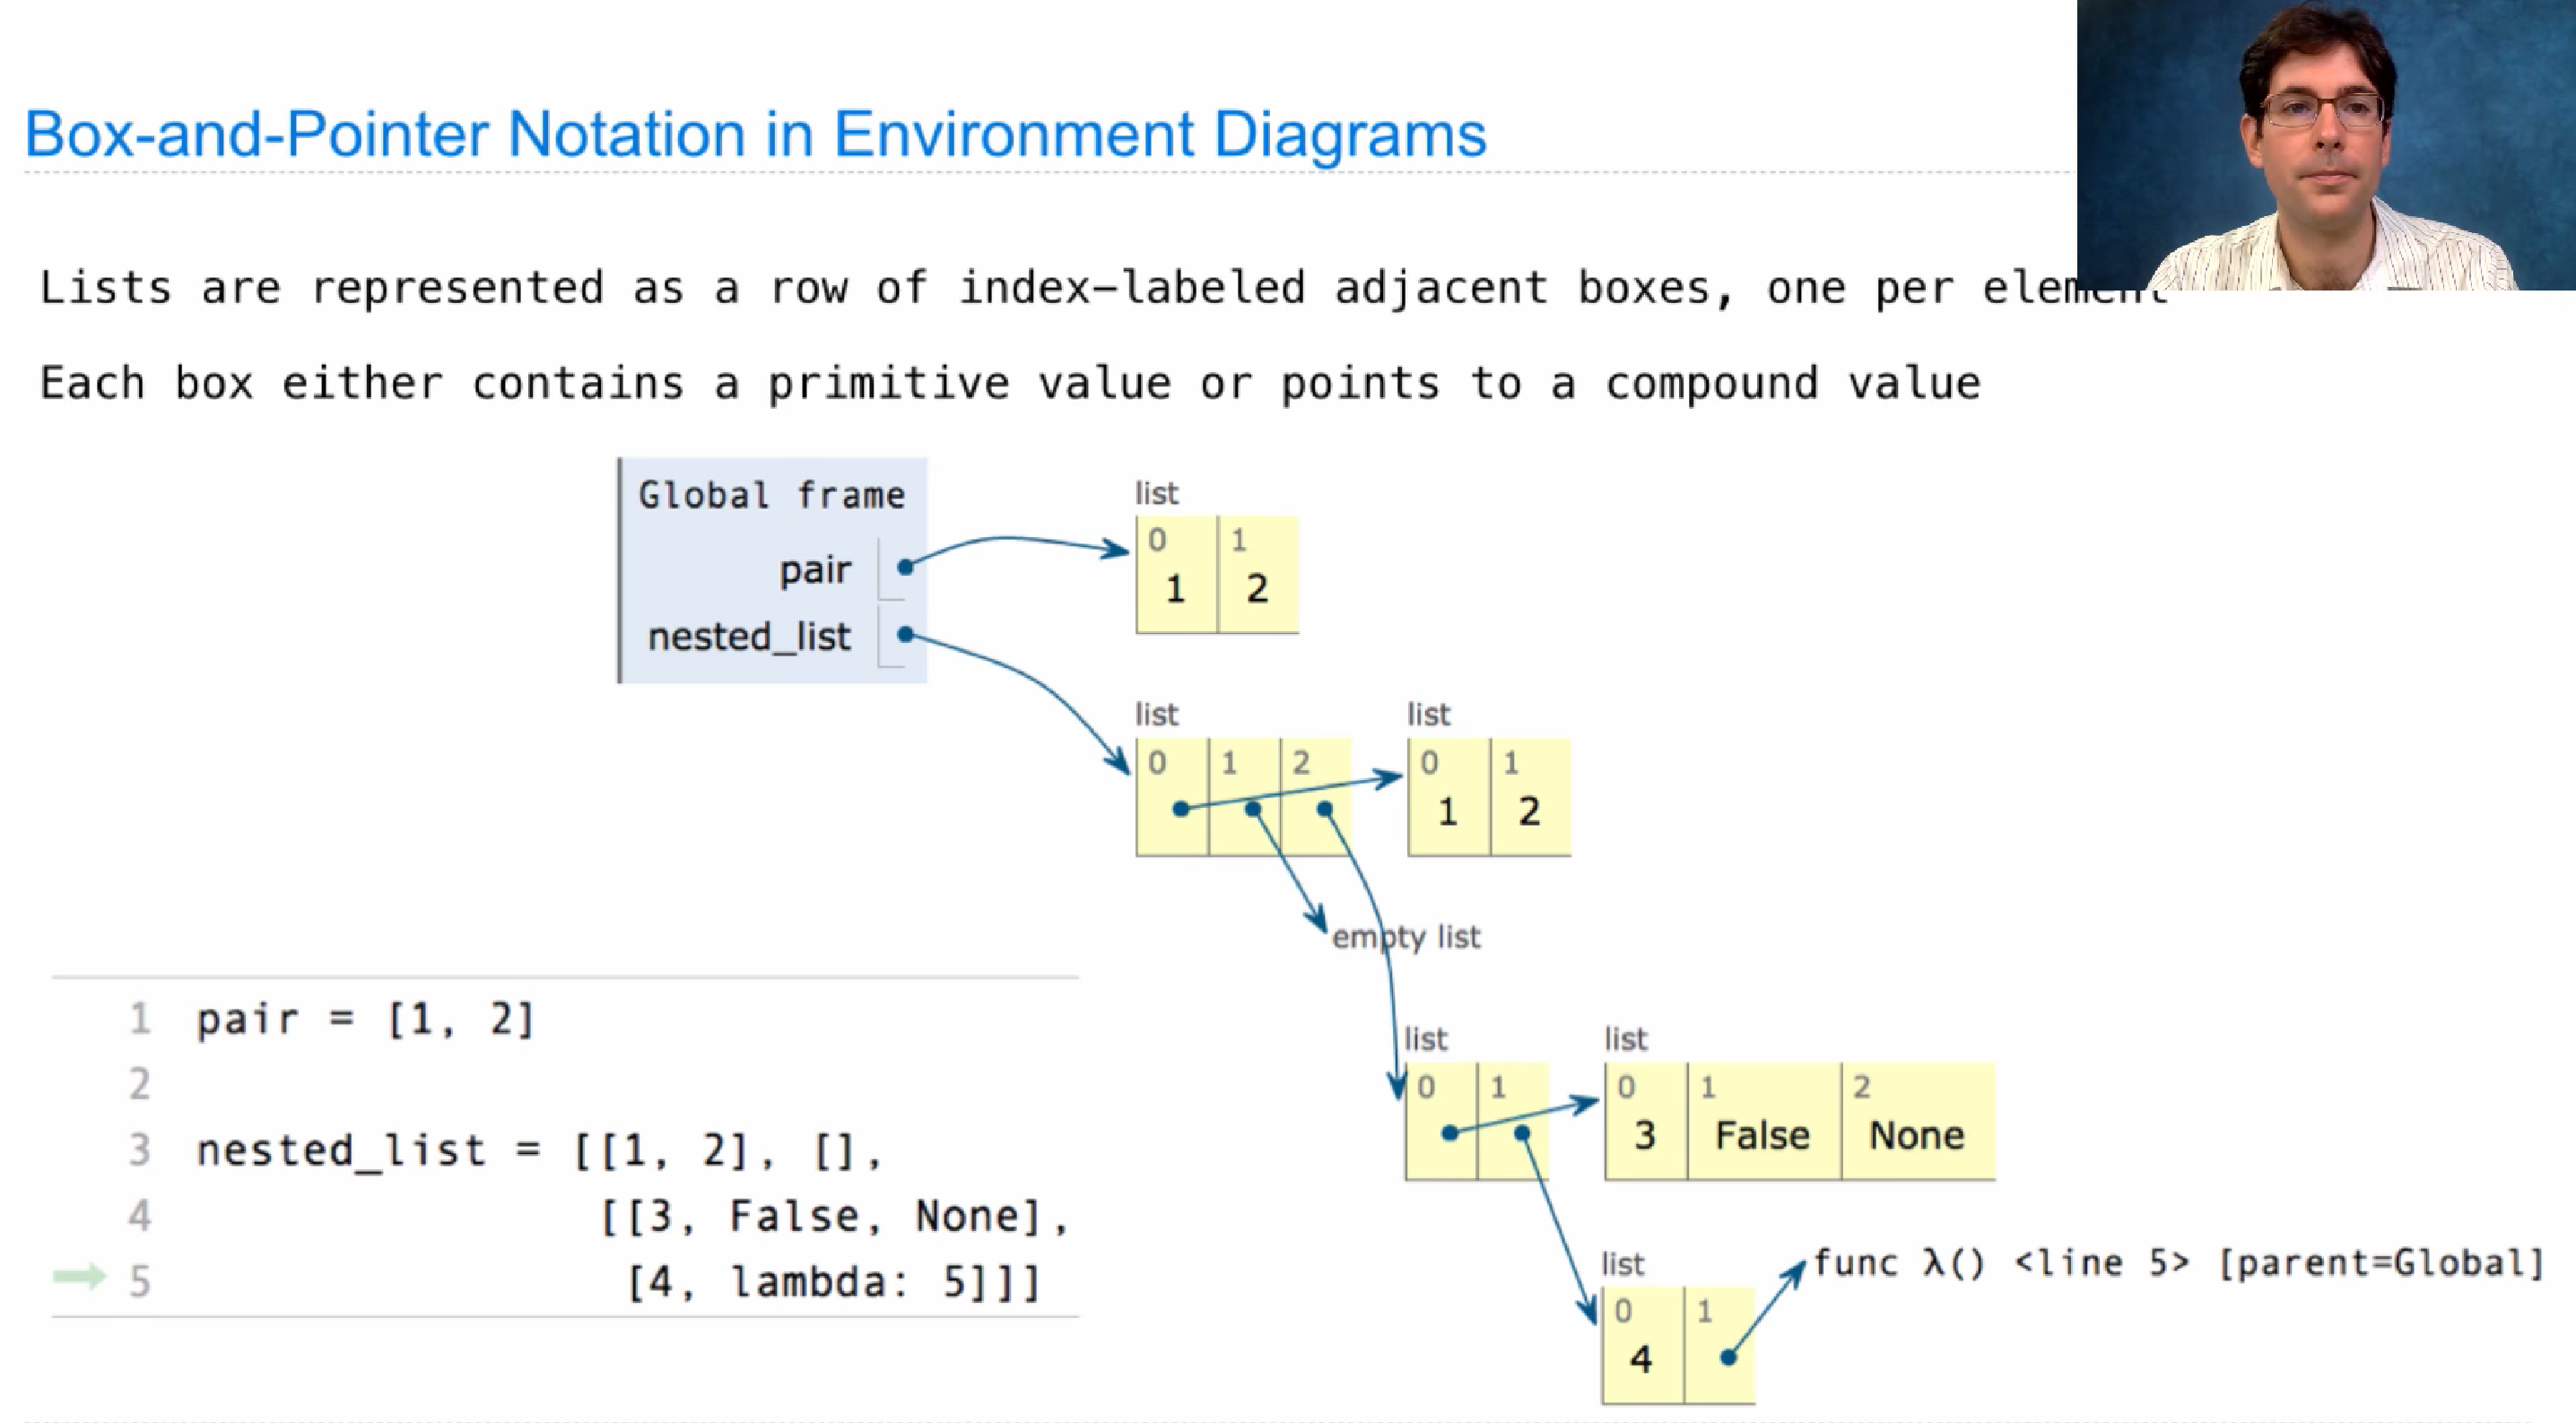 Box-and-Pointer Notation in Environment Diagrams
Lists are represented as a row of index-labeled adjacent boxes, one per element
Each box either contains a primitive value or points to a compound value
Global frame
pair
nested_list
list
0 1
1 2
list
0 1 2
list
0 1
1 2
empty list
list
0 1
list
0 1 2
3 False None
list
0 1
4
func λ() <line 5> [parent=Global]
1 pair = [1, 2]
2
3 nested_list = [[1, 2], [],
4 [[3, False, None],
5 [4, lambda: 5]]]